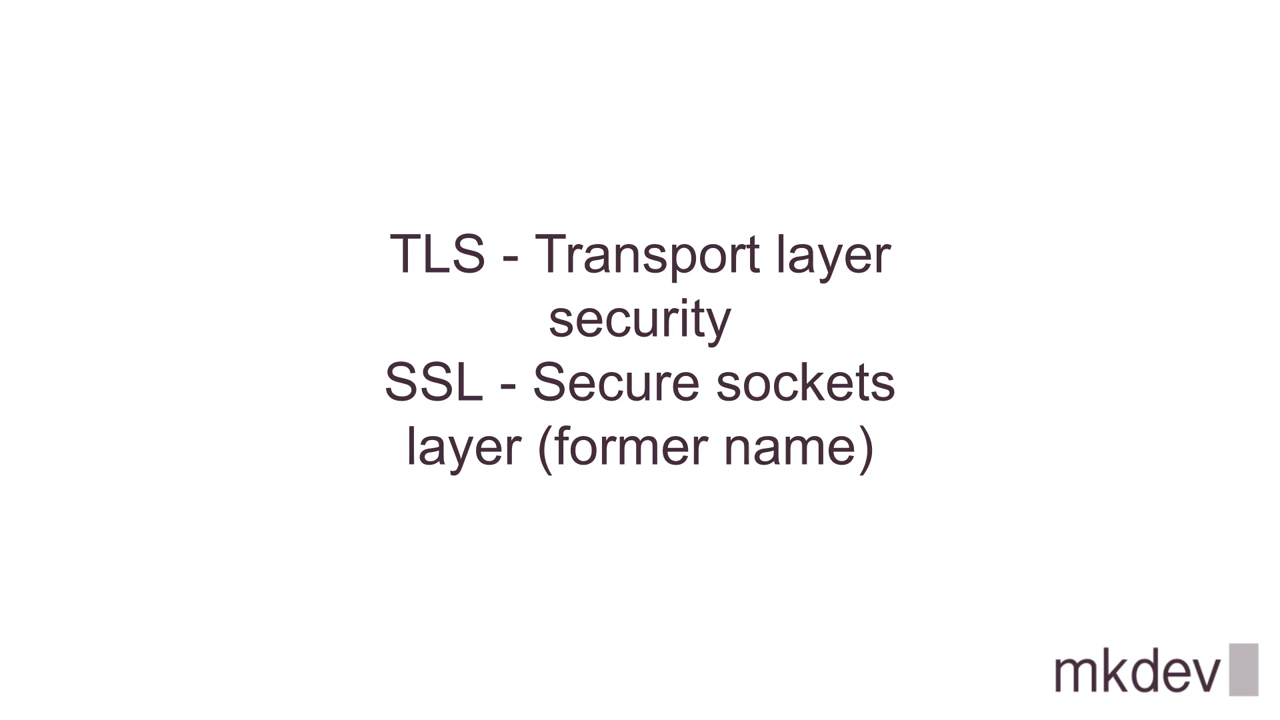 TLS - Transport layer
security
SSL - Secure sockets
layer (former name)
mkdev